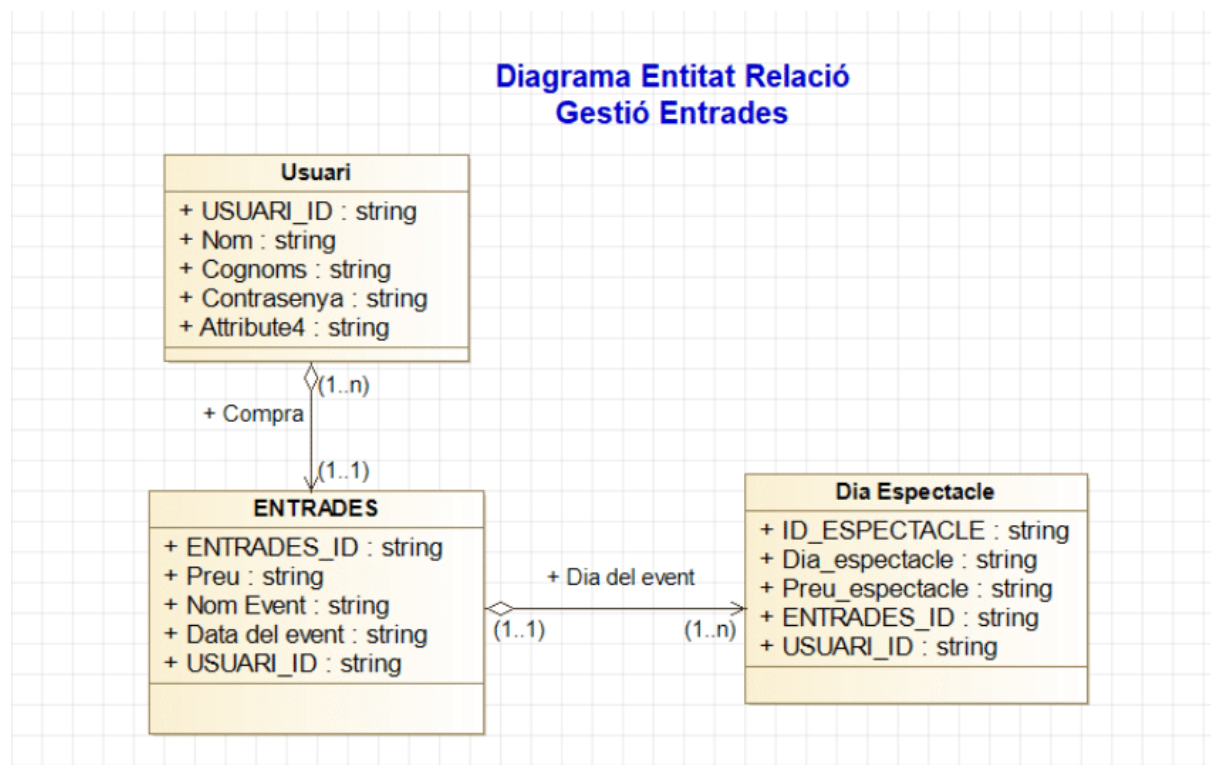 Diagrama Entitat Relació
Gestió Entrades
Usuari
+ USUARI_ID : string
+ Nom : string
+ Cognoms : string
+ Contrasenya : string
+ Attribute4 : string
(1..n)
+ Compra
(1..1)
ENTRADES
+ ENTRADES_ID : string
+ Preu : string
+ Nom Event : string
+ Data del event : string
+ USUARI_ID : string
+ Dia del event
(1..1)
(1..n)
Dia Espectacle
+ ID_ESPECTACLE : string
+ Dia_espectacle : string
+ Preu_espectacle : string
+ ENTRADES_ID : string
+ USUARI_ID : string